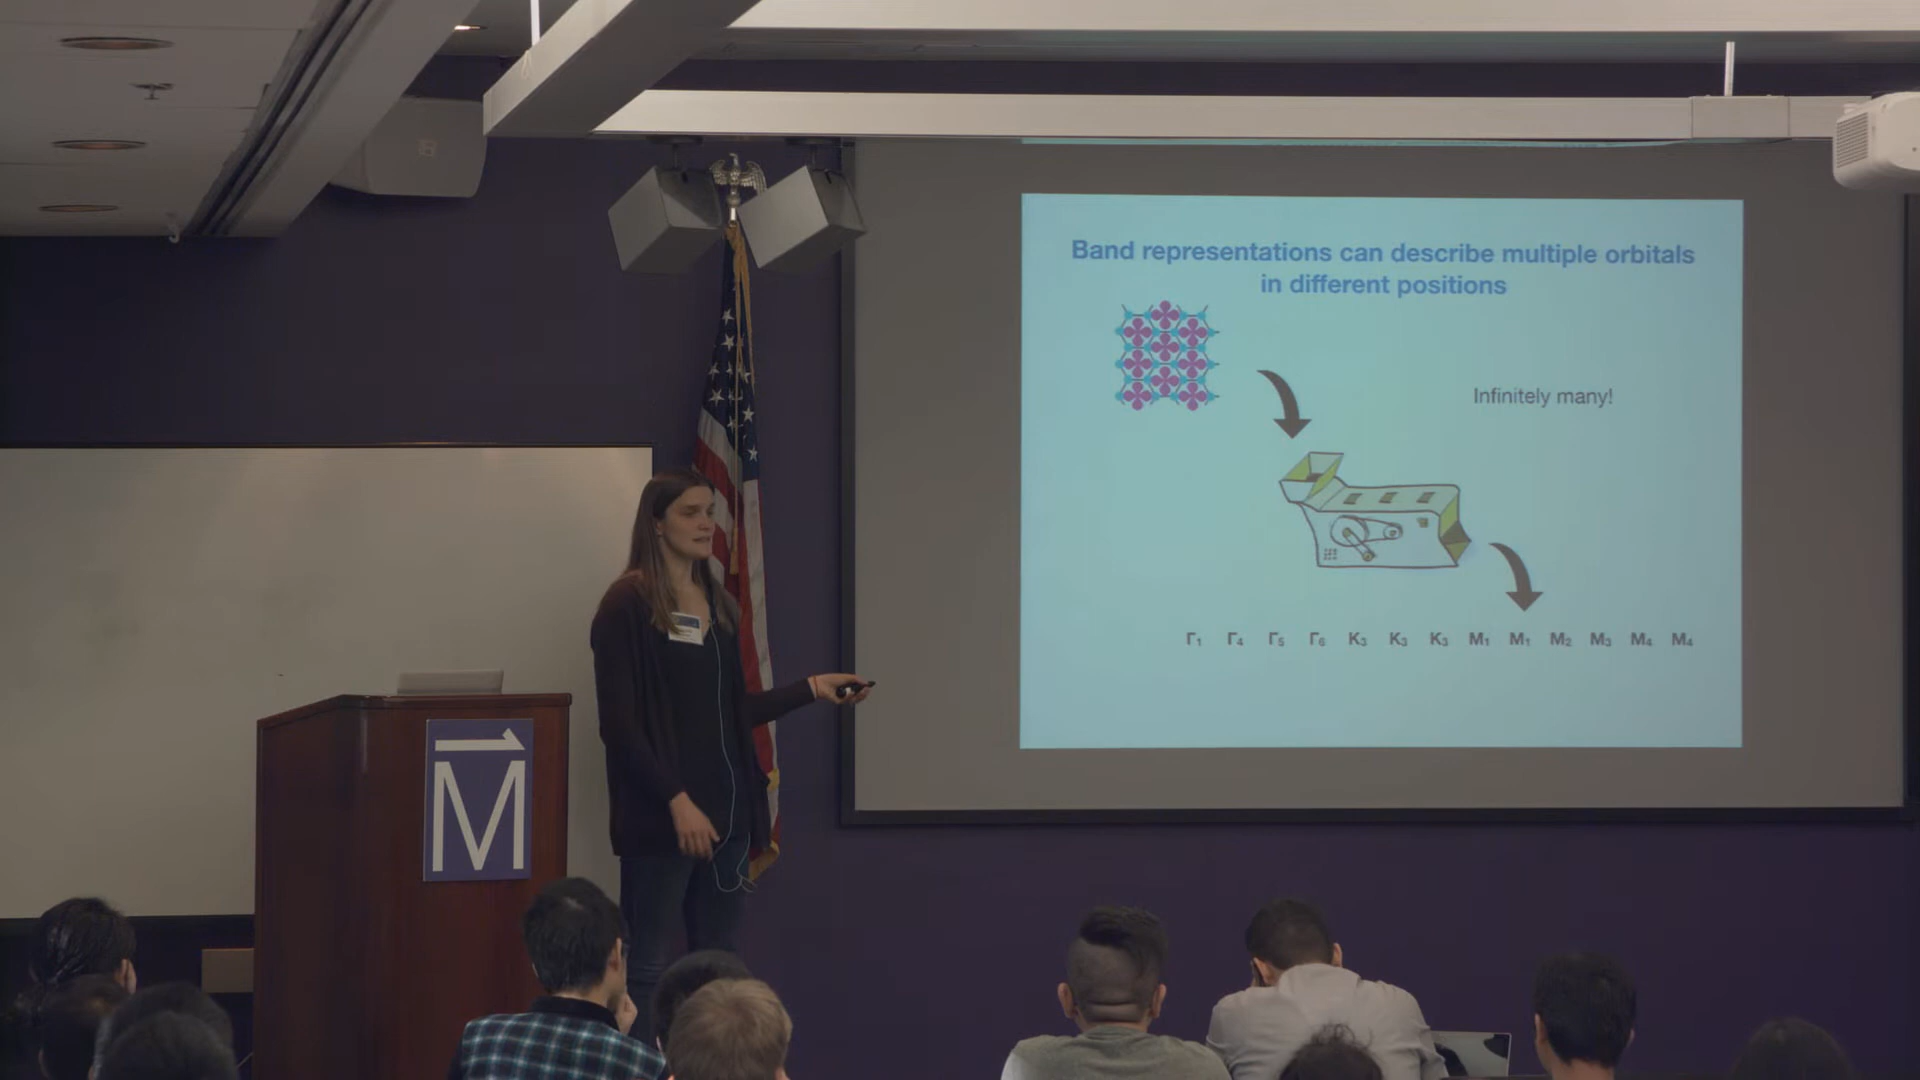 Band representations can describe multiple orbitals
in different positions
Infinitely many!
Γ₁ Γ₄ Γ₅ Γ₆ K₃ K₃ K₃ M₁ M₁ M₂ M₃ M₄ M₄
M